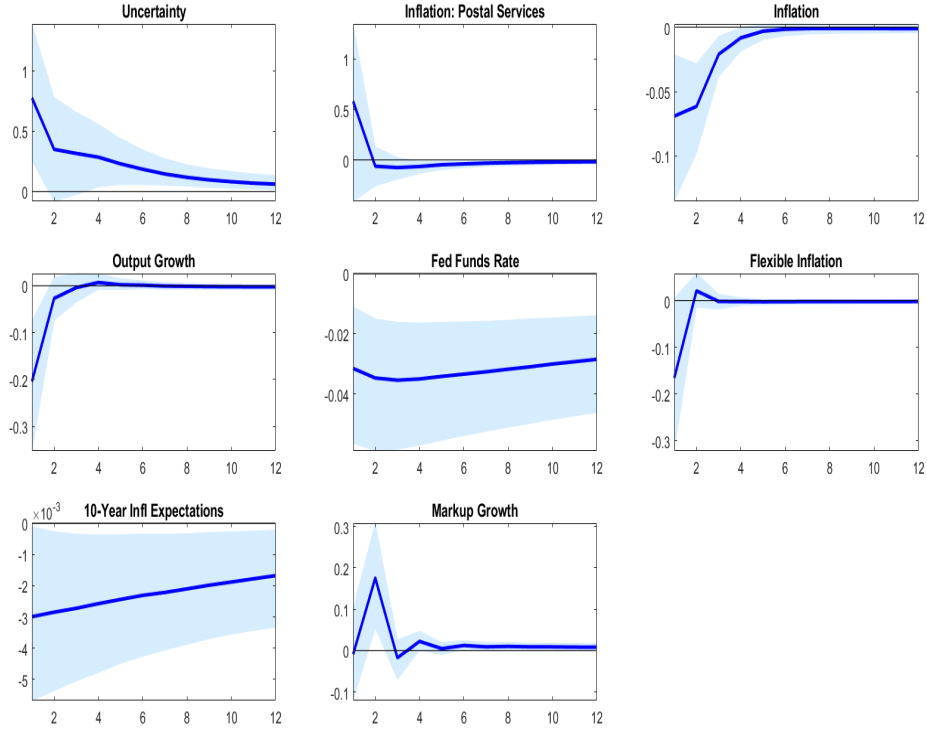 Uncertainty
1
0.5
0
2 4 6 8 10 12
Inflation: Postal Services
1
0.5
0
2 4 6 8 10 12
Inflation
0
-0.05
-0.1
2 4 6 8 10 12
Output Growth
0
-0.1
-0.2
-0.3
2 4 6 8 10 12
Fed Funds Rate
0
-0.02
-0.04
2 4 6 8 10 12
Flexible Inflation
0
-0.1
-0.2
-0.3
2 4 6 8 10 12
10-Year Infl Expectations
×10⁻³
0
-1
-2
-3
-4
-5
2 4 6 8 10 12
Markup Growth
0.3
0.2
0.1
0
-0.1
2 4 6 8 10 12